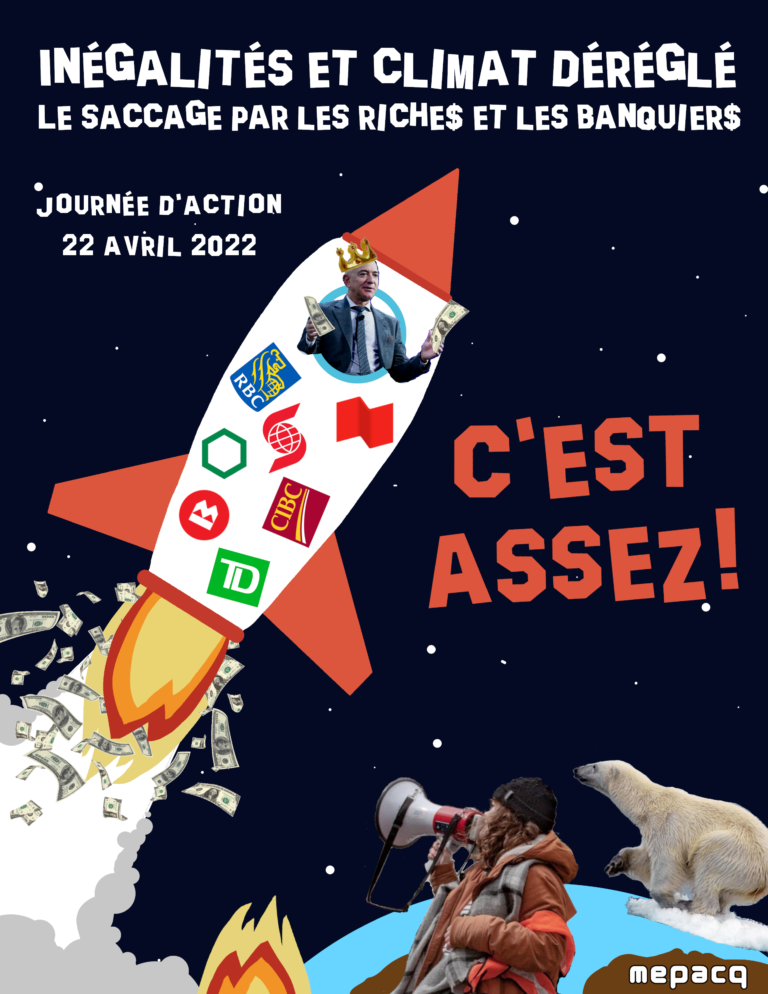 INÉGALITÉS ET CLIMAT DÉRÉGLÉ
LE SACCAGE PAR LES RICHE$ ET LES BANQUIER$
JOURNÉE D'ACTION
22 AVRIL 2022
RBC
CIBC
TD
C'EST
ASSEZ!
mepacq